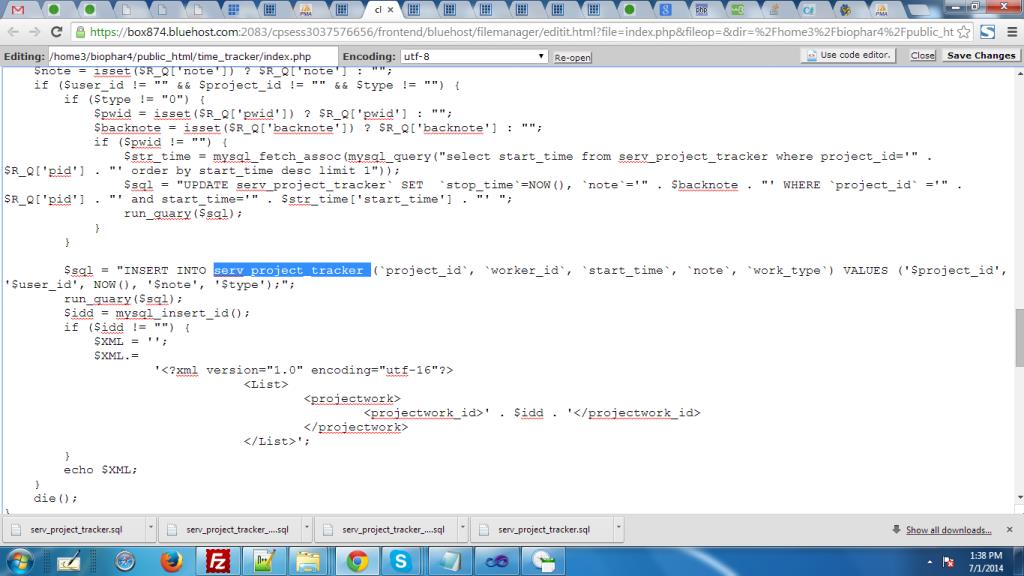 cl
https://box874.bluehost.com:2083/cpsess3037576656/frontend/bluehost/filemanager/editit.html?file=index.php&fileop=&dir=%2Fhome3%2Fbiophar4%2Fpublic_ht
Editing: /home3/biophar4/public_html/time_tracker/index.php Encoding: utf-8 Re-open Use code editor. Close Save Changes
$note = isset($R_Q['note']) ? $R_Q['note'] : "";
if ($user_id != "" && $project_id != "" && $type != "") {
if ($type != "0") {
$pwid = isset($R_Q['pwid']) ? $R_Q['pwid'] : "";
$backnote = isset($R_Q['backnote']) ? $R_Q['backnote'] : "";
if ($pwid != "") {
$str_time = mysql_fetch_assoc(mysql_query("select start_time from serv_project_tracker where project_id='" .
$R_Q['pid'] . "' order by start_time desc limit 1"));
$sql = "UPDATE serv_project_tracker` SET  `stop_time`=NOW(), `note`='" . $backnote . "' WHERE `project_id` ='" .
$R_Q['pid'] . "' and start_time='" . $str_time['start_time'] . "' ";
run_quary($sql);
}
}
$sql = "INSERT INTO serv_project_tracker (`project_id`, `worker_id`, `start_time`, `note`, `work_type`) VALUES ('$project_id',
'$user_id', NOW(), '$note', '$type');";
run_quary($sql);
$idd = mysql_insert_id();
if ($idd != "") {
$XML = '';
$XML.=
'<?xml version="1.0" encoding="utf-16"?>
<List>
<projectwork>
<projectwork_id>' . $idd . '</projectwork_id>
</projectwork>
</List>';
}
echo $XML;
}
die();
}
serv_project_tracker.sql serv_project_tracker_....sql serv_project_tracker_....sql serv_project_tracker.sql Show all downloads...
1:38 PM
7/1/2014